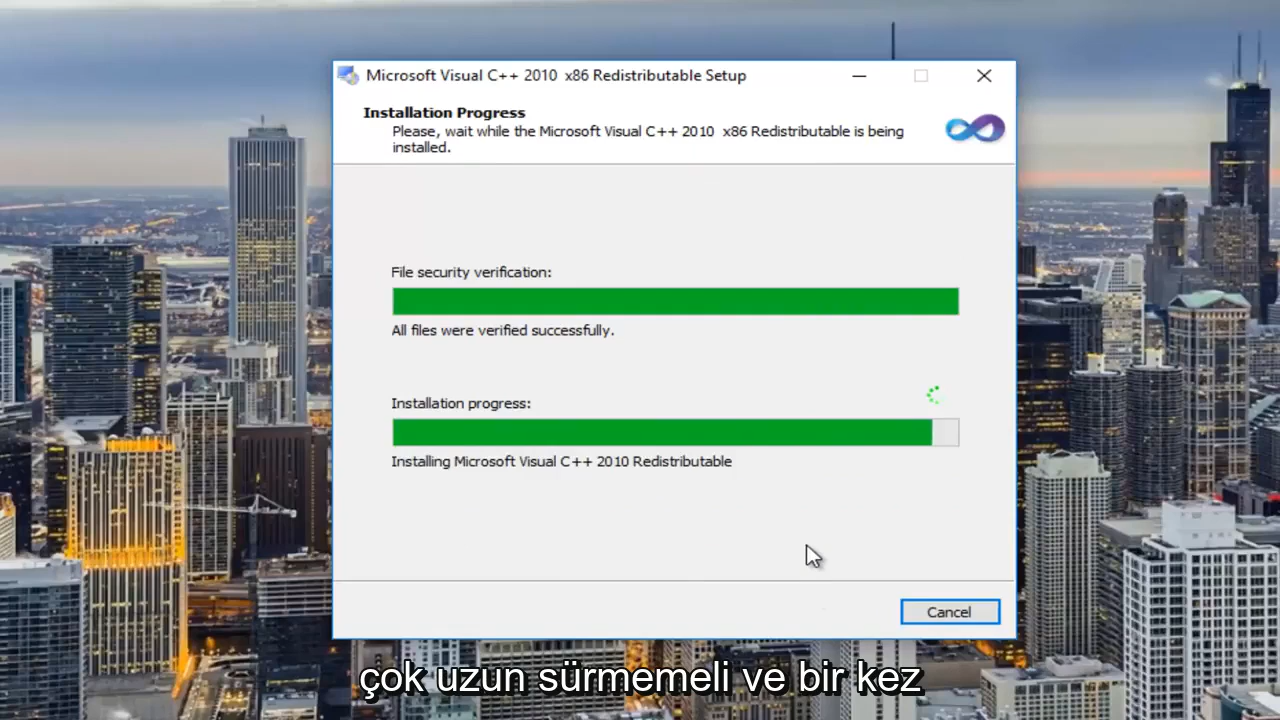 Microsoft Visual C++ 2010  x86 Redistributable Setup
Installation Progress
Please, wait while the Microsoft Visual C++ 2010  x86 Redistributable is being
installed.
File security verification:
All files were verified successfully.
Installation progress:
Installing Microsoft Visual C++ 2010 Redistributable
Cancel
çok uzun sürmemeli ve bir kez